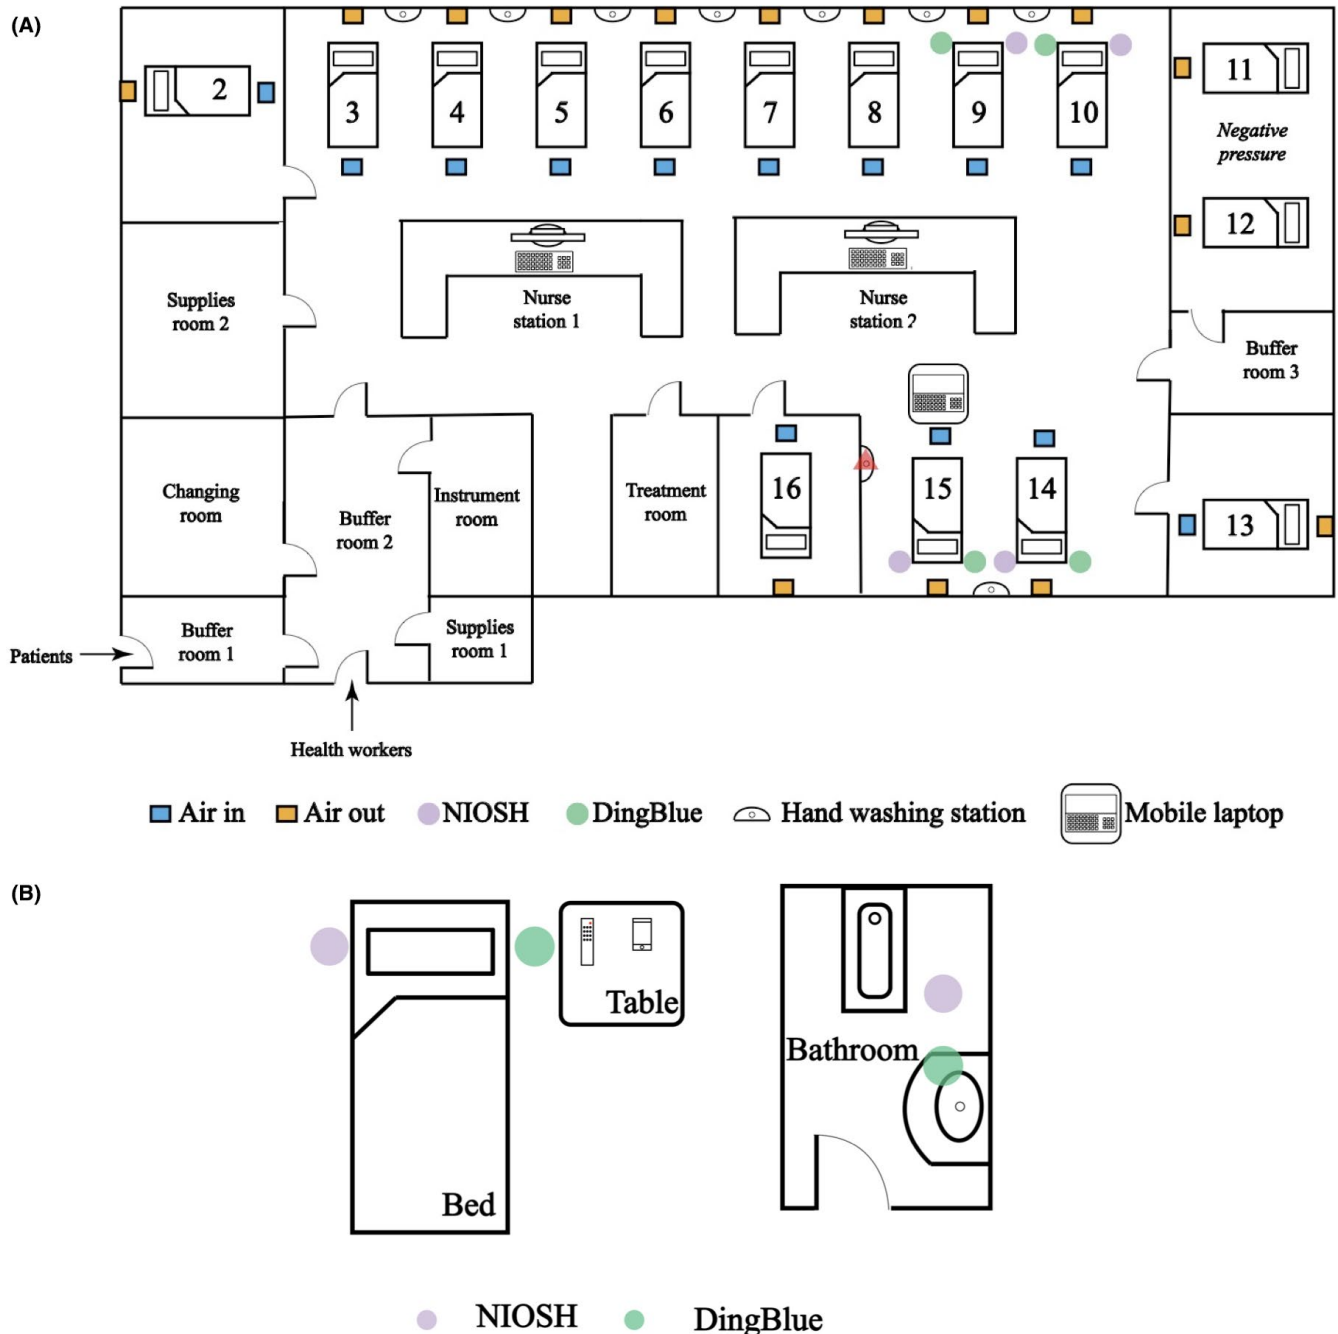 (A)
2
3
4
5
6
7
8
9
10
11
Negative
pressure
12
Supplies
room 2
Nurse
station 1
Nurse
station 2
Buffer
room 3
Changing
room
Buffer
room 2
Instrument
room
Treatment
room
16
15
14
13
Buffer
room 1
Supplies
room 1
Patients
Health workers
Air in
Air out
NIOSH
DingBlue
Hand washing station
Mobile laptop
(B)
Table
Bed
Bathroom
NIOSH
DingBlue